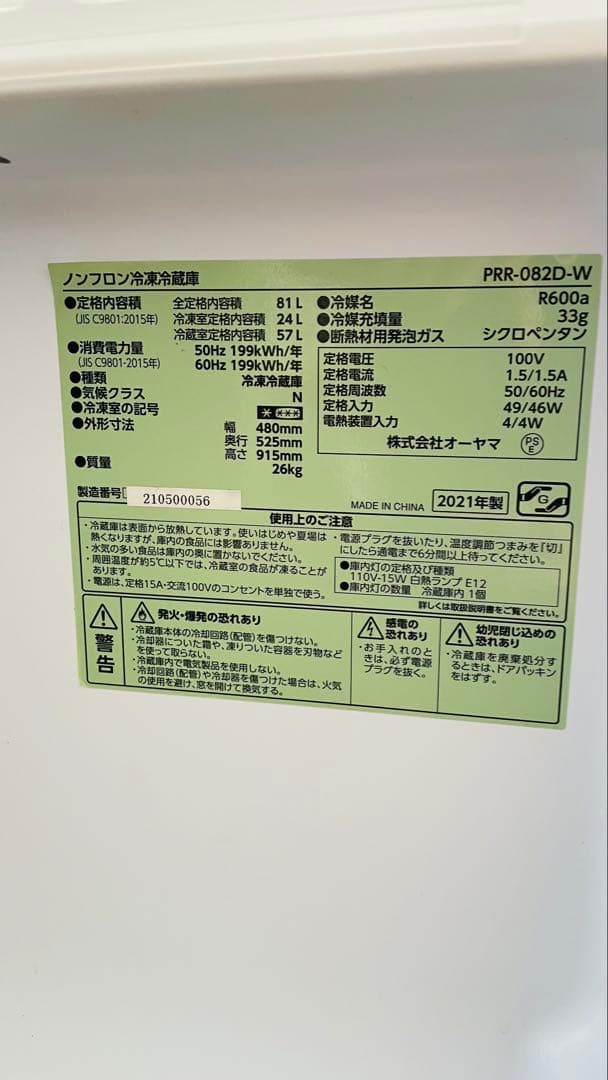 ノンフロン冷凍冷蔵庫 PRR-082D-W
●定格内容積 全定格内容積 81L
(JIS C9801:2015年) 冷凍室定格内容積 24L
冷蔵室定格内容積 57L
●消費電力量 50Hz 199kWh/年
(JIS C9801-2015年) 60Hz 199kWh/年
●種類 冷凍冷蔵庫
●気候クラス N
●冷凍室の記号 * ***
●外形寸法 幅 480mm
奥行 525mm
高さ 915mm
●質量 26kg
●冷媒名 R600a
●冷媒充填量 33g
●断熱材用発泡ガス シクロペンタン
定格電圧 100V
定格電流 1.5/1.5A
定格周波数 50/60Hz
定格入力 49/46W
電熱装置入力 4/4W
株式会社オーヤマ PSE
製造番号 210500056
MADE IN CHINA 2021年製 G
使用上のご注意
・冷蔵庫は表面から放熱しています。使いはじめや夏場は
熱くなりますが、庫内の食品には影響ありません。
・水気の多い食品は庫内の奥に置かないでください。
・周囲温度が約5℃以下では、冷蔵室の食品が凍ることが
あります。
・電源は、定格15A・交流100Vのコンセントを単独で使う。
・電源プラグを抜いたり、温度調節つまみを「切」
にしたら通電まで6分間以上待ってください。
●庫内灯の定格及び種類
110V-15W 白熱ランプ E12
●庫内灯の数量 冷蔵庫内 1個
詳しくは取扱説明書をご覧ください。
警告
発火・爆発の恐れあり
・冷蔵庫本体の冷却回路(配管)を傷つけない。
・冷却器についた霜や、凍りついた容器を刃物など
を使って取らない。
・冷蔵庫内で電気製品を使用しない。
・冷却回路(配管)や冷却器を傷つけた場合は、火気
の使用を避け、窓を開けて換気する。
感電の
恐れあり
・お手入れのと
きは、必ず電源
プラグを抜く。
幼児閉じ込めの
恐れあり
・冷蔵庫を廃棄処分す
るときは、ドアパッキン
をはずす。